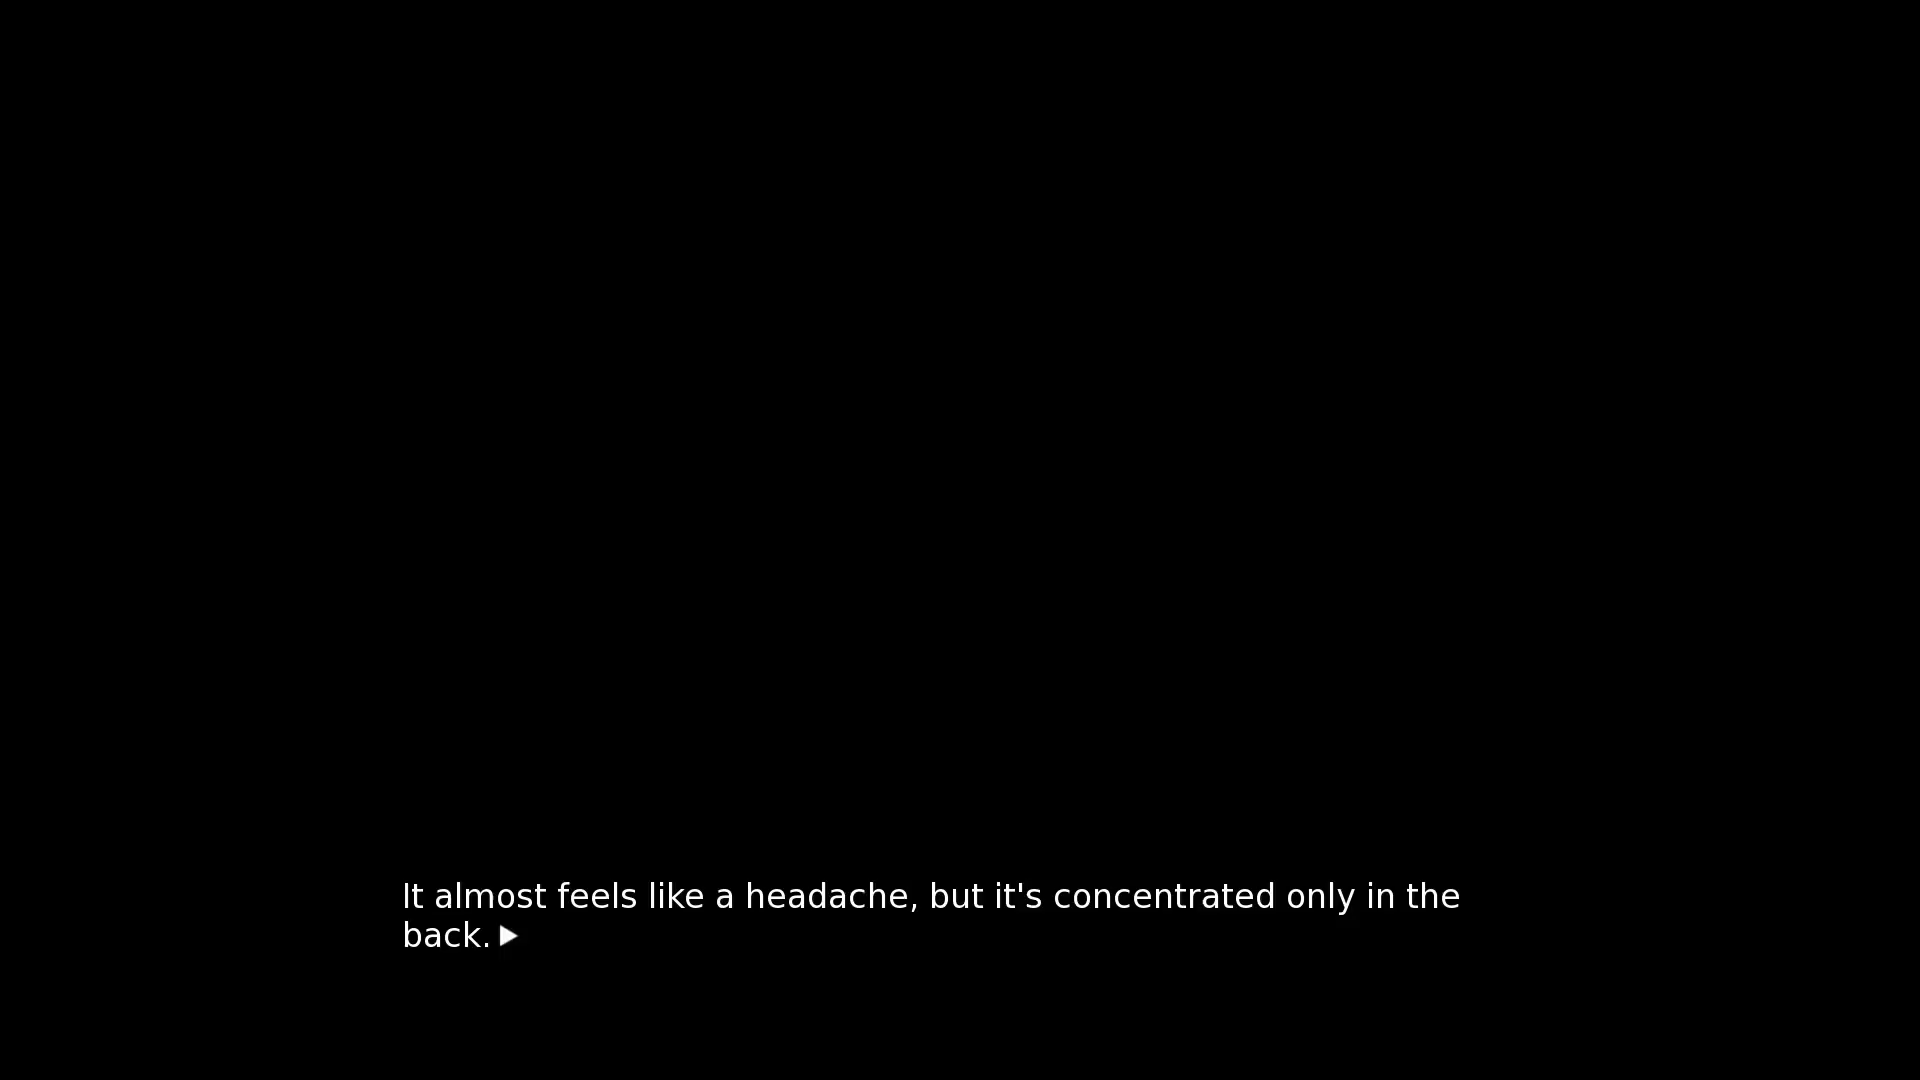 It almost feels like a headache, but it's concentrated only in the
back.